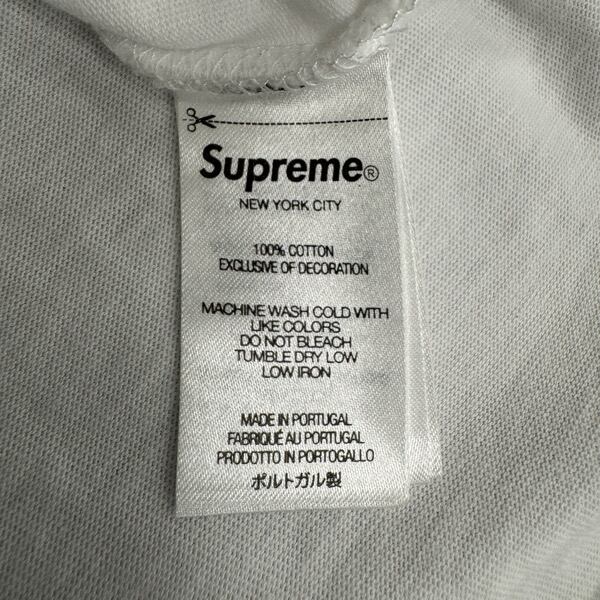 Supreme®
NEW YORK CITY
100% COTTON
EXCLUSIVE OF DECORATION
MACHINE WASH COLD WITH
LIKE COLORS
DO NOT BLEACH
TUMBLE DRY LOW
LOW IRON
MADE IN PORTUGAL
FABRIQUÉ AU PORTUGAL
PRODOTTO IN PORTOGALLO
ポルトガル製